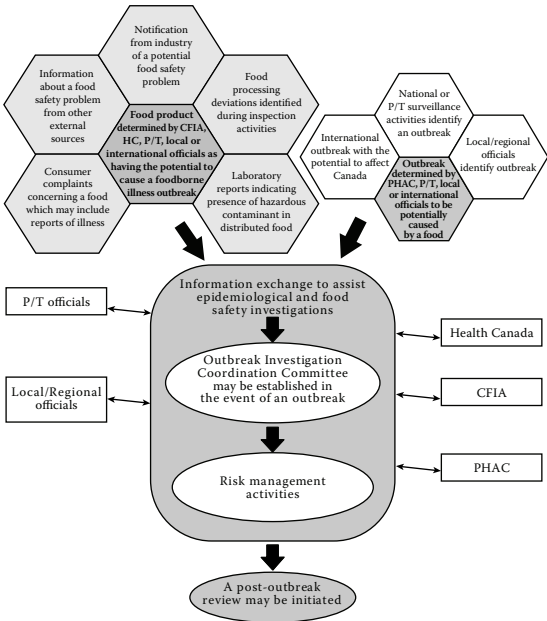 Notification
from industry
of a potential
food safety
problem
Information
about a food
safety problem
from other
external
sources
Food
processing
deviations identified
during inspection
activities
Food product
determined by CFIA,
HC, P/T, local or
international officials as
having the potential to
cause a foodborne
illness outbreak.
Consumer
complaints
concerning a food
which may include
reports of illness
Laboratory
reports indicating
presence of hazardous
contaminant in
distributed food
National or
P/T surveillance
activities identify
an outbreak
International
outbreak with the
potential to affect
Canada
Local/regional
officials
identify outbreak
Outbreak
determined by
PHAC, P/T, local
or international
officials to be
potentially
caused
by a food
Information exchange to assist
epidemiological and food
safety investigations
P/T officials
Local/Regional
officials
Outbreak Investigation
Coordination Committee
may be established in
the event of an outbreak
Risk management
activities
Health Canada
CFIA
PHAC
A post-outbreak
review may be initiated